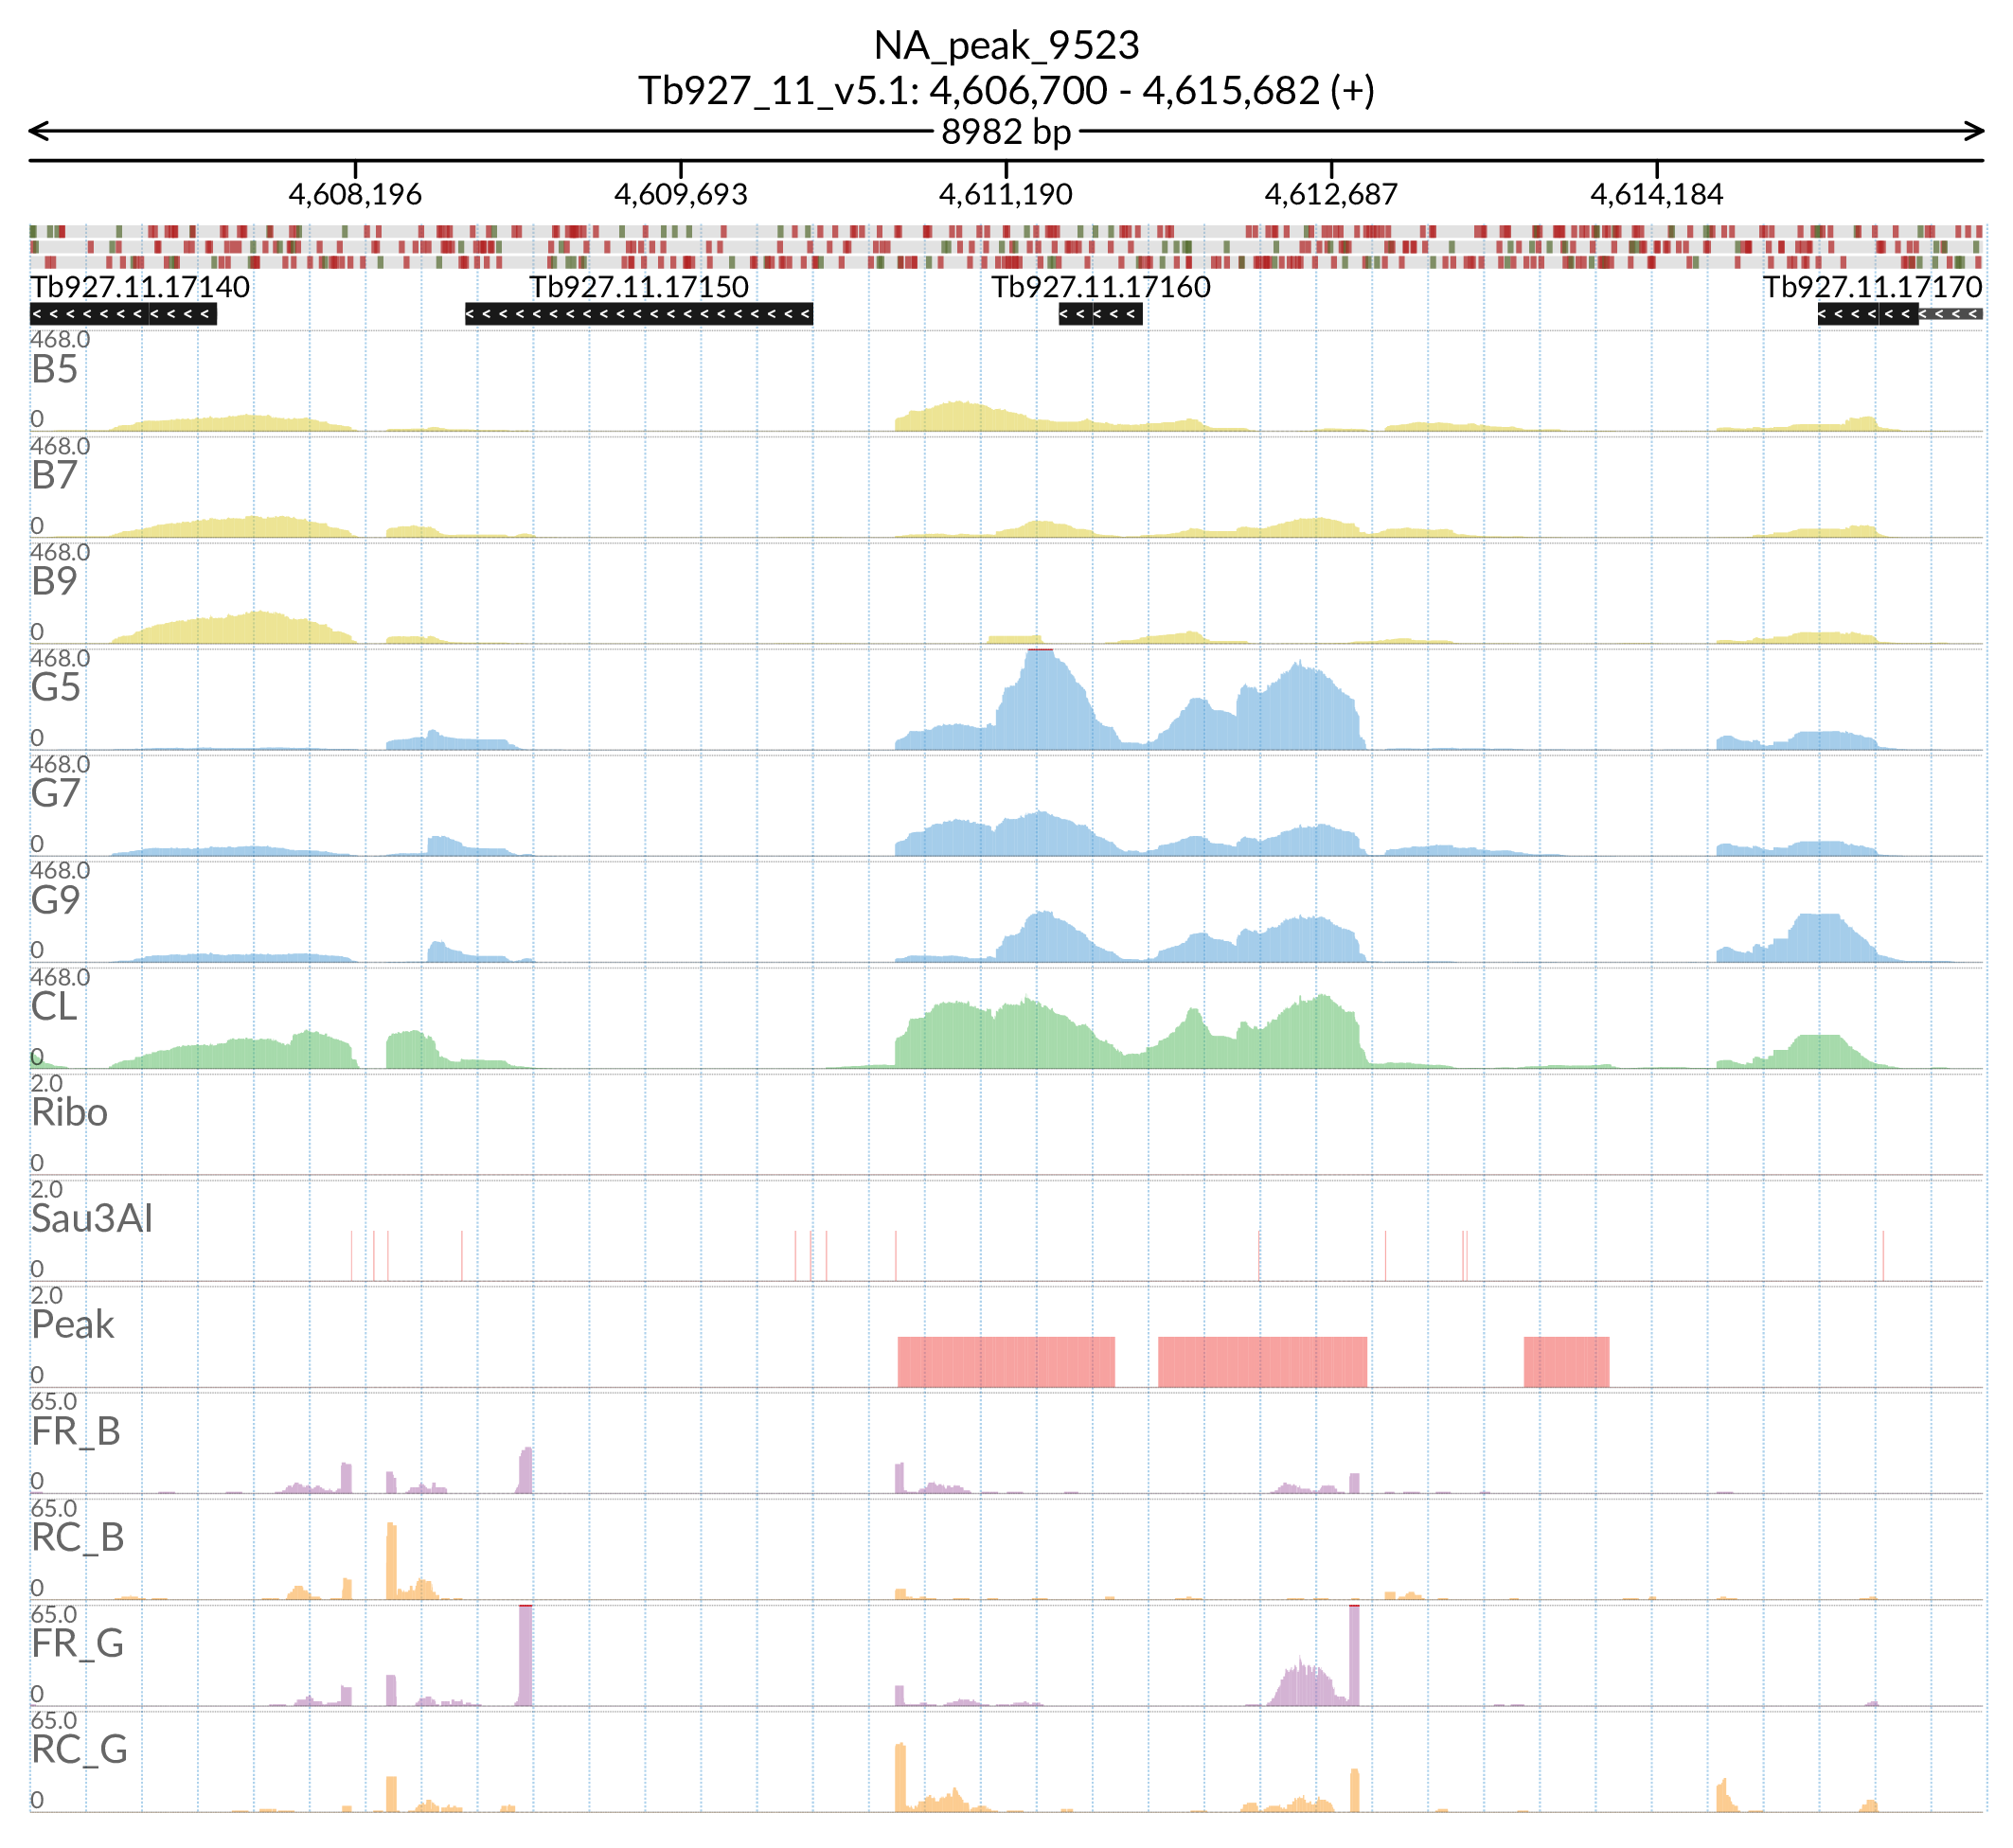 NA_peak_9523
Tb927_11_v5.1: 4,606,700 - 4,615,682 (+)
8982 bp
4,608,196 4,609,693 4,611,190 4,612,687 4,614,184
Tb927.11.17140 Tb927.11.17150 Tb927.11.17160 Tb927.11.17170
468.0
B5
0
468.0
B7
0
468.0
B9
0
468.0
G5
0
468.0
G7
0
468.0
G9
0
468.0
CL
0
2.0
Ribo
0
2.0
Sau3AI
0
2.0
Peak
0
65.0
FR_B
0
65.0
RC_B
0
65.0
FR_G
0
65.0
RC_G
0